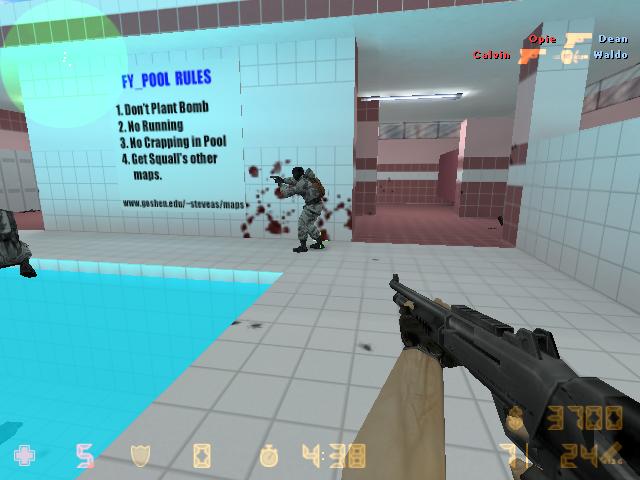 FY_POOL RULES
1. Don't Plant Bomb
2. No Running
3. No Crapping in Pool
4. Get Squall's other
maps.
www.goshen.edu/~steveas/maps
Opie Dean
Calvin Waldo
3700
5 0 4:38 7 24